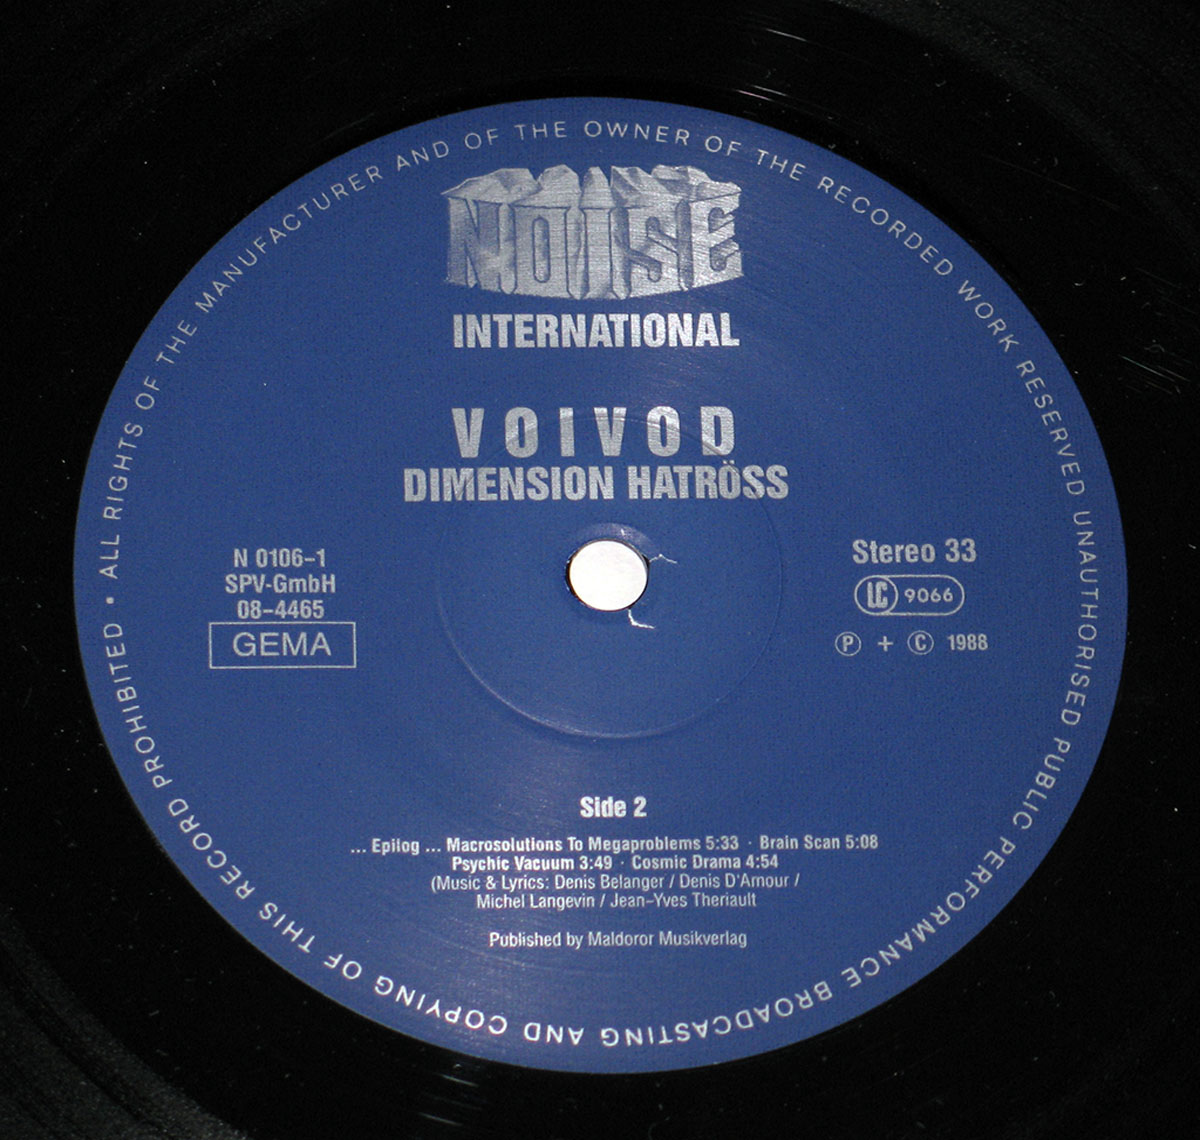 ALL RIGHTS OF THE MANUFACTURER AND OF THE OWNER OF THE RECORDED WORK RESERVED UNAUTHORISED PUBLIC PERFORMANCE BROADCASTING AND COPYING OF THIS RECORD PROHIBITED •
NOISE
INTERNATIONAL
VOIVOD
DIMENSION HATRÖSS
N 0106-1
SPV-GmbH
08-4465
GEMA
Stereo 33
LC 9066
Ⓟ + Ⓒ 1988
Side 2
... Epilog ... Macrosolutions To Megaproblems 5:33 · Brain Scan 5:08
Psychic Vacuum 3:49 · Cosmic Drama 4:54
(Music & Lyrics: Denis Belanger / Denis D'Amour /
Michel Langevin / Jean-Yves Theriault
Published by Maldoror Musikverlag